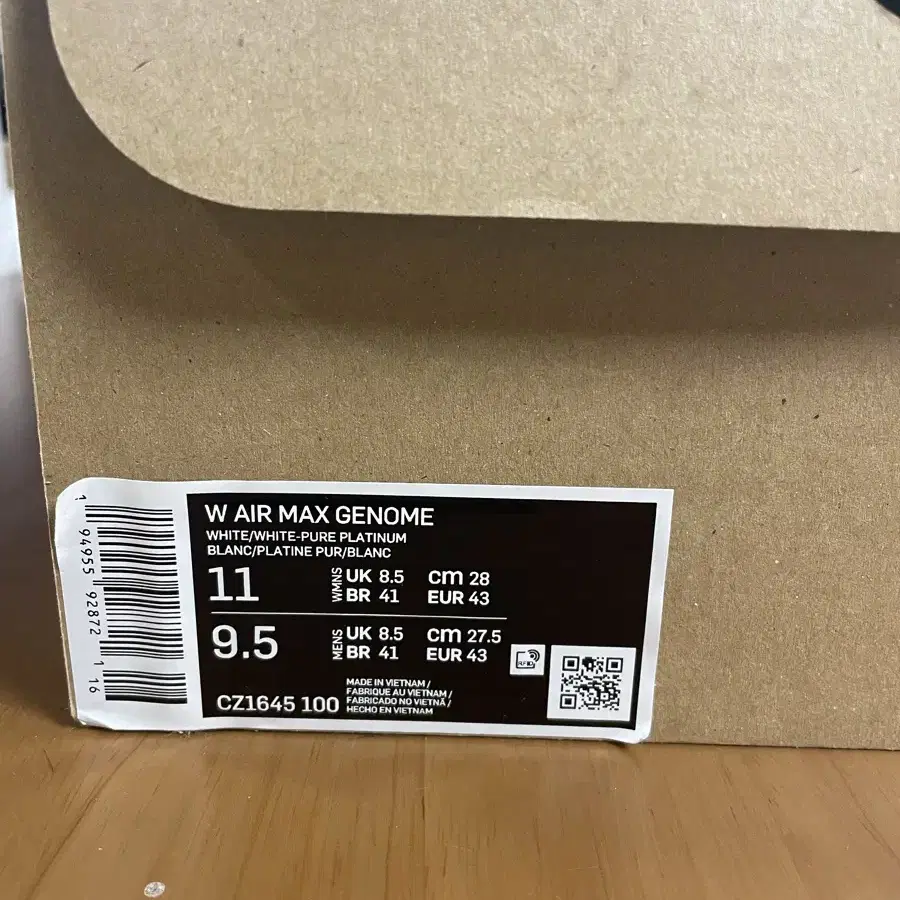 W AIR MAX GENOME
WHITE/WHITE-PURE PLATINUM
BLANC/PLATINE PUR/BLANC
11 WMNS UK 8.5 cm 28
BR 41 EUR 43
9.5 MENS UK 8.5 cm 27.5
BR 41 EUR 43
RFID
CZ1645 100
MADE IN VIETNAM /
FABRIQUE AU VIETNAM /
FABRICADO NO VIETNÃ /
HECHO EN VIETNAM
1 94955 92872 1 16